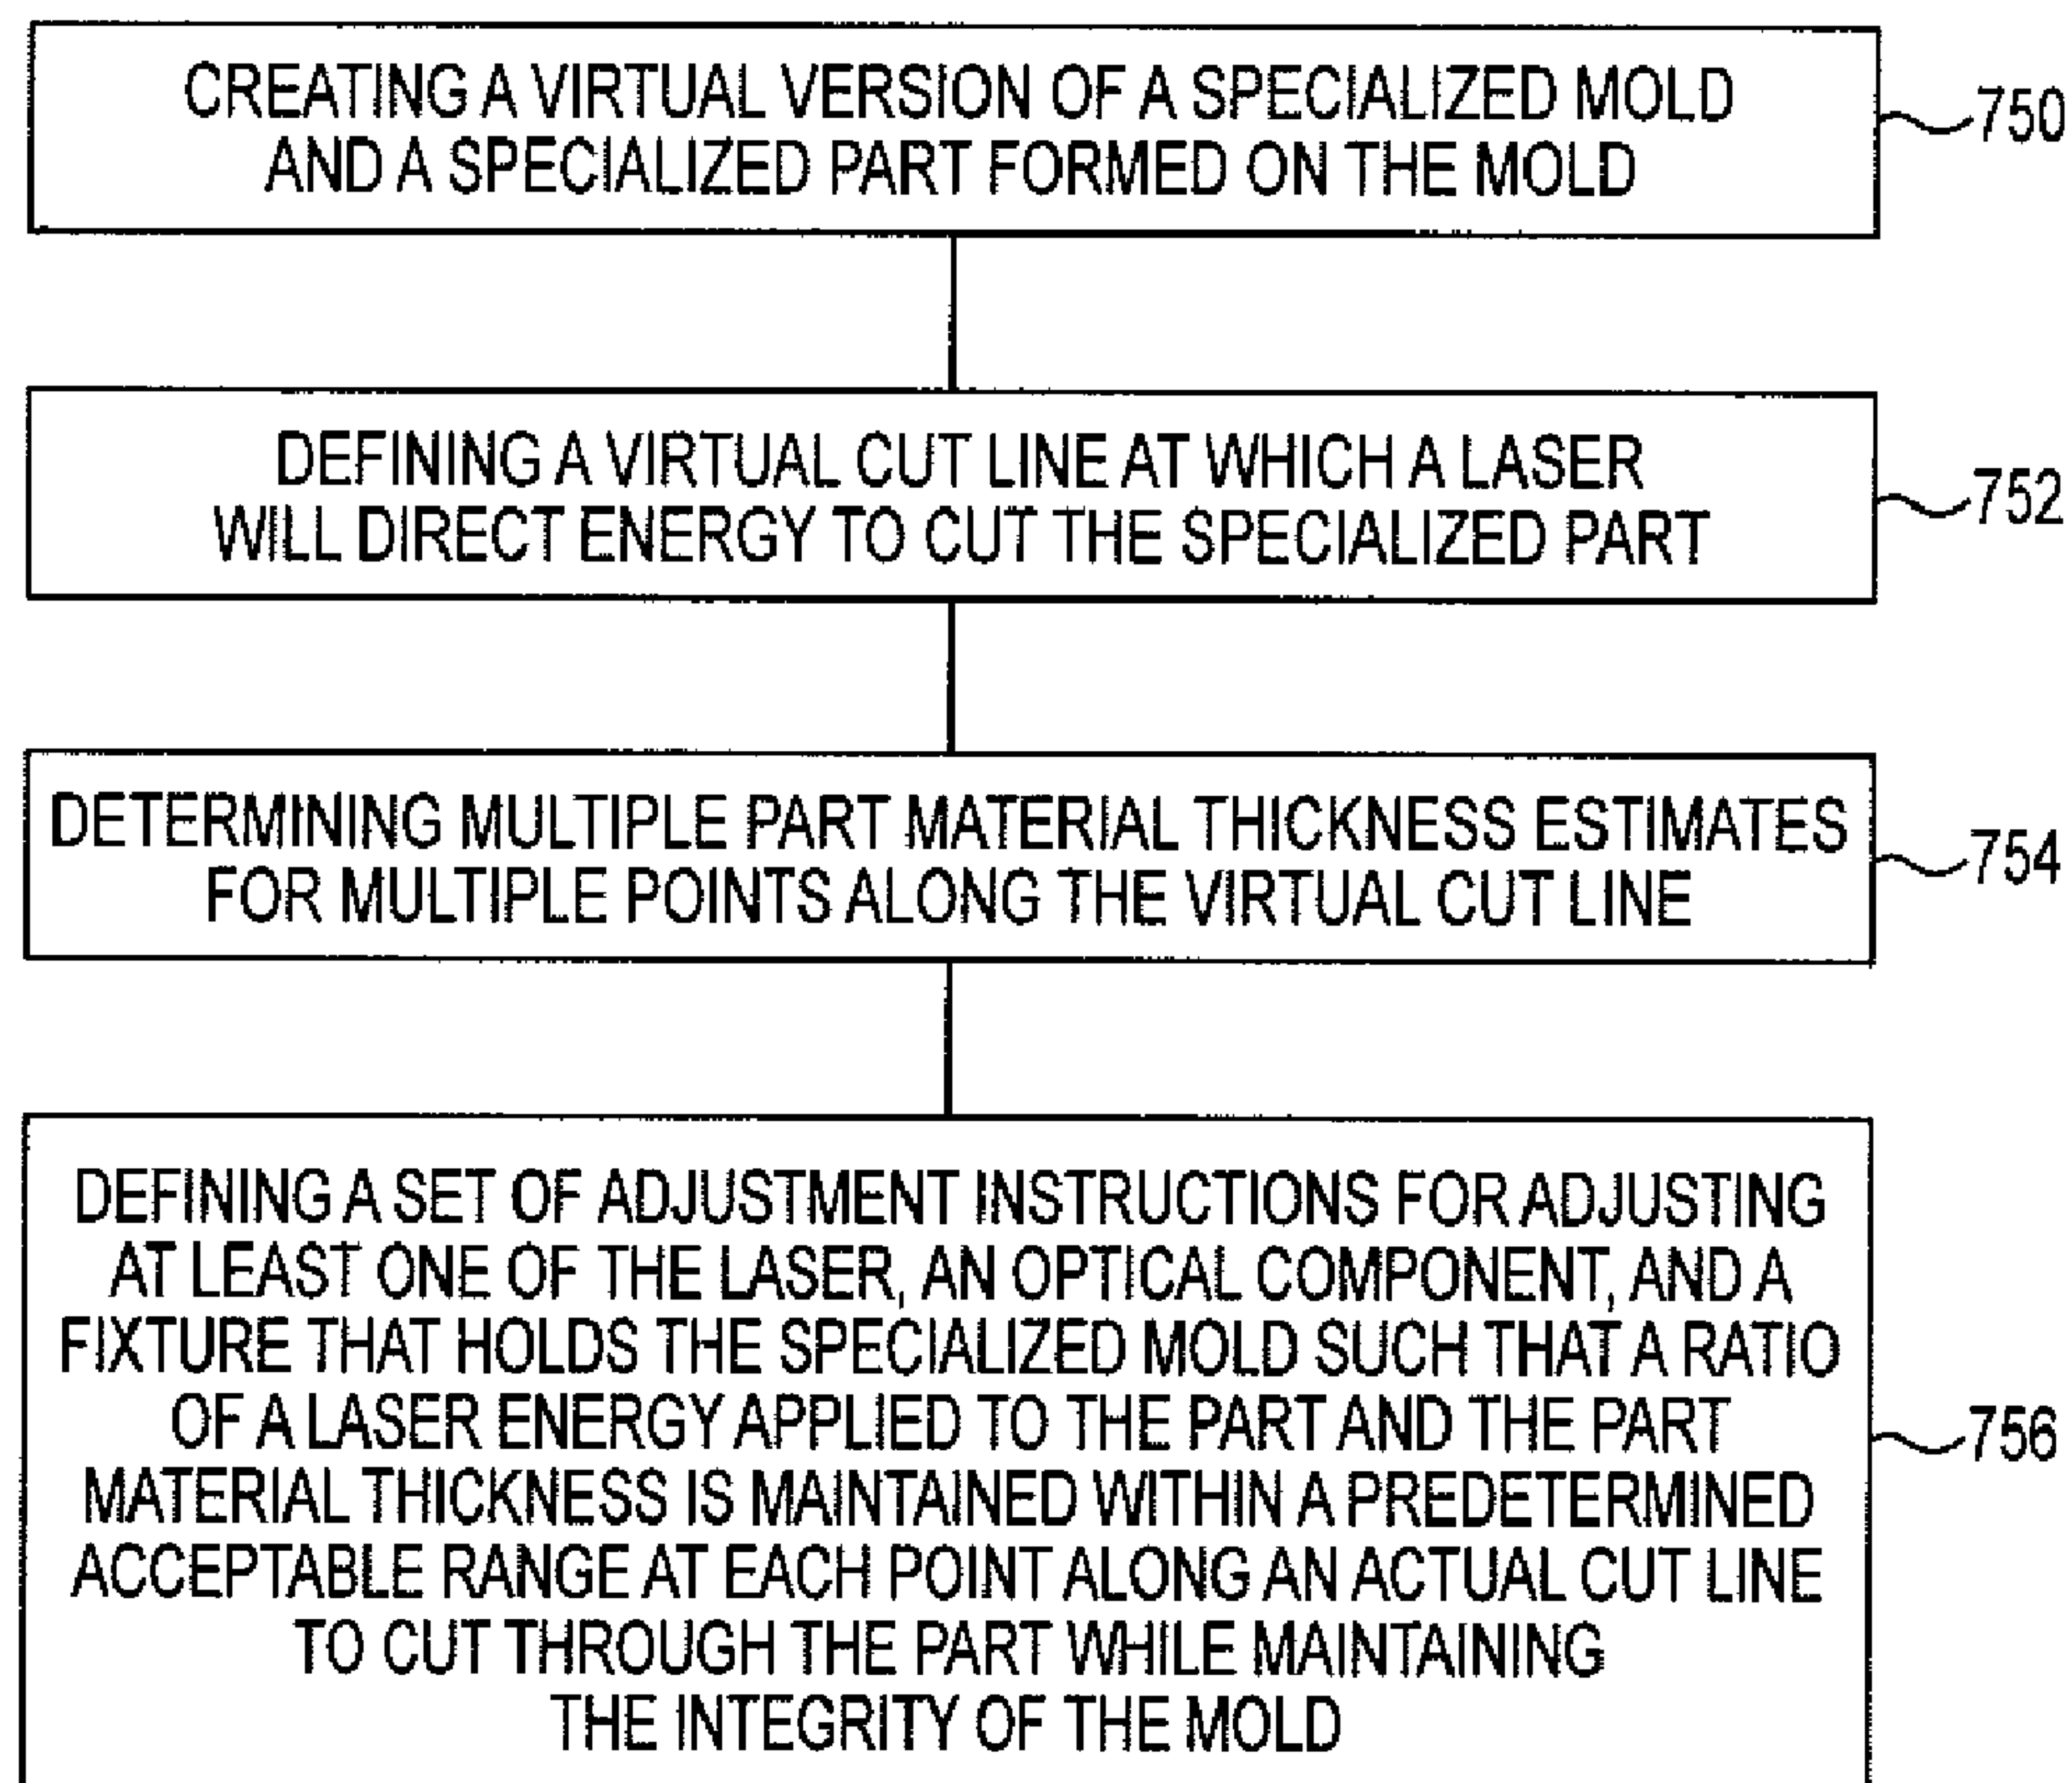 CREATING A VIRTUAL VERSION OF A SPECIALIZED MOLD
AND A SPECIALIZED PART FORMED ON THE MOLD
750
DEFINING A VIRTUAL CUT LINE AT WHICH A LASER
WILL DIRECT ENERGY TO CUT THE SPECIALIZED PART
752
DETERMINING MULTIPLE PART MATERIAL THICKNESS ESTIMATES
FOR MULTIPLE POINTS ALONG THE VIRTUAL CUT LINE
754
DEFINING A SET OF ADJUSTMENT INSTRUCTIONS FOR ADJUSTING
AT LEAST ONE OF THE LASER, AN OPTICAL COMPONENT, AND A
FIXTURE THAT HOLDS THE SPECIALIZED MOLD SUCH THAT A RATIO
OF A LASER ENERGY APPLIED TO THE PART AND THE PART
MATERIAL THICKNESS IS MAINTAINED WITHIN A PREDETERMINED
ACCEPTABLE RANGE AT EACH POINT ALONG AN ACTUAL CUT LINE
TO CUT THROUGH THE PART WHILE MAINTAINING
THE INTEGRITY OF THE MOLD
756